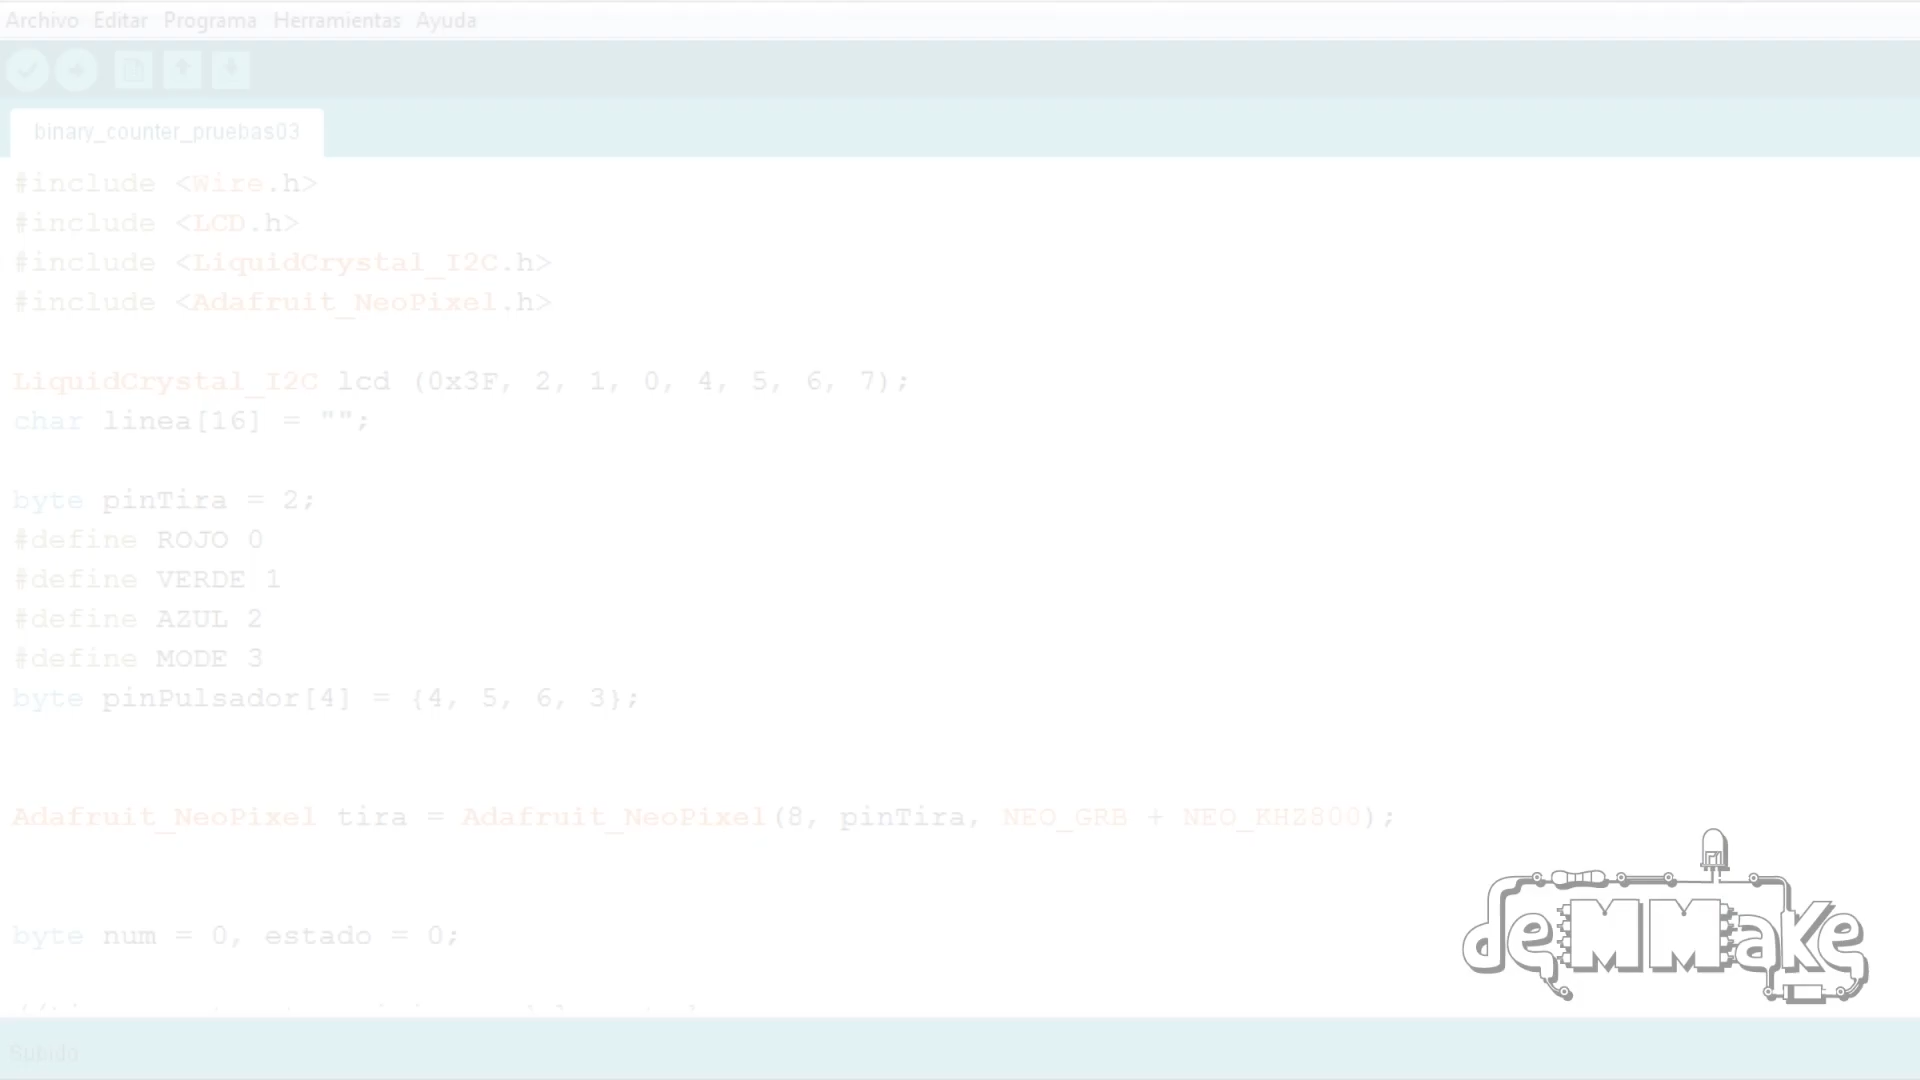 Archivo Editar Programa Herramientas Ayuda
binary_counter_pruebas03
#include <Wire.h>
#include <LCD.h>
#include <LiquidCrystal_I2C.h>
#include <Adafruit_NeoPixel.h>
LiquidCrystal_I2C lcd (0x3F, 2, 1, 0, 4, 5, 6, 7);
char linea[16] = "";
byte pinTira = 2;
#define ROJO 0
#define VERDE 1
#define AZUL 2
#define MODE 3
byte pinPulsador[4] = {4, 5, 6, 3};
Adafruit_NeoPixel tira = Adafruit_NeoPixel(8, pinTira, NEO_GRB + NEO_KHZ800);
byte num = 0, estado = 0;
deMMaKe
Subido